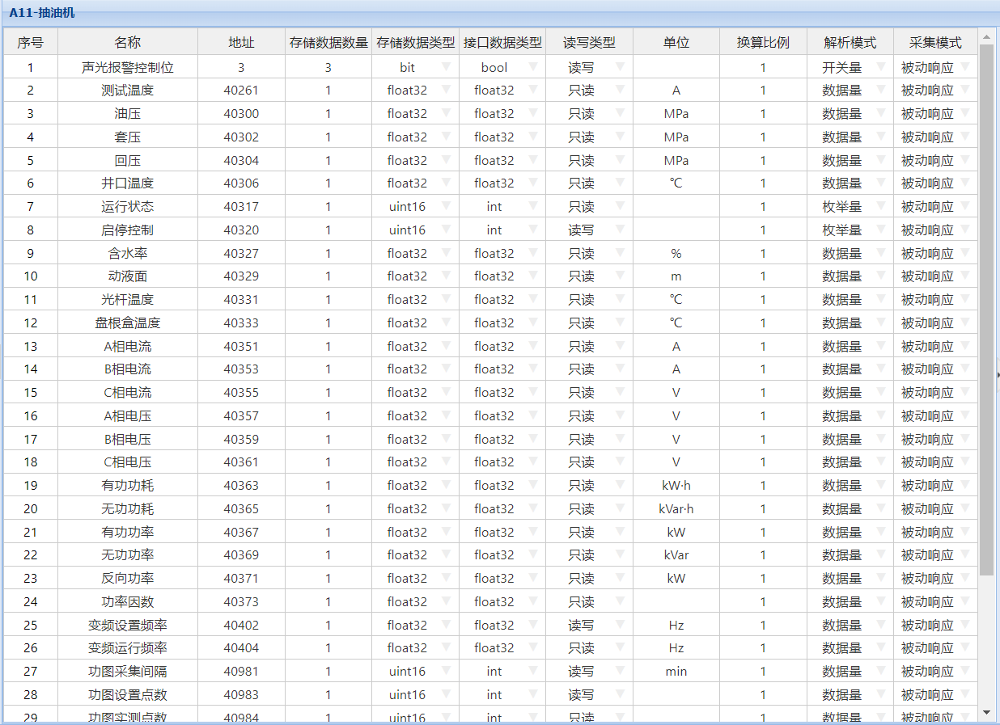 A11-抽油机
序号 名称 地址 存储数据数量 存储数据类型 接口数据类型 读写类型 单位 换算比例 解析模式 采集模式
1 声光报警控制位 3 3 bit bool 读写 1 开关量 被动响应
2 测试温度 40261 1 float32 float32 只读 A 1 数据量 被动响应
3 油压 40300 1 float32 float32 只读 MPa 1 数据量 被动响应
4 套压 40302 1 float32 float32 只读 MPa 1 数据量 被动响应
5 回压 40304 1 float32 float32 只读 MPa 1 数据量 被动响应
6 井口温度 40306 1 float32 float32 只读 ℃ 1 数据量 被动响应
7 运行状态 40317 1 uint16 int 只读 1 枚举量 被动响应
8 启停控制 40320 1 uint16 int 读写 1 枚举量 被动响应
9 含水率 40327 1 float32 float32 只读 % 1 数据量 被动响应
10 动液面 40329 1 float32 float32 只读 m 1 数据量 被动响应
11 光杆温度 40331 1 float32 float32 只读 ℃ 1 数据量 被动响应
12 盘根盒温度 40333 1 float32 float32 只读 ℃ 1 数据量 被动响应
13 A相电流 40351 1 float32 float32 只读 A 1 数据量 被动响应
14 B相电流 40353 1 float32 float32 只读 A 1 数据量 被动响应
15 C相电流 40355 1 float32 float32 只读 V 1 数据量 被动响应
16 A相电压 40357 1 float32 float32 只读 V 1 数据量 被动响应
17 B相电压 40359 1 float32 float32 只读 V 1 数据量 被动响应
18 C相电压 40361 1 float32 float32 只读 V 1 数据量 被动响应
19 有功功耗 40363 1 float32 float32 只读 kW·h 1 数据量 被动响应
20 无功功耗 40365 1 float32 float32 只读 kVar·h 1 数据量 被动响应
21 有功功率 40367 1 float32 float32 只读 kW 1 数据量 被动响应
22 无功功率 40369 1 float32 float32 只读 kVar 1 数据量 被动响应
23 反向功率 40371 1 float32 float32 只读 kW 1 数据量 被动响应
24 功率因数 40373 1 float32 float32 只读 1 数据量 被动响应
25 变频设置频率 40402 1 float32 float32 读写 Hz 1 数据量 被动响应
26 变频运行频率 40404 1 float32 float32 只读 Hz 1 数据量 被动响应
27 功图采集间隔 40981 1 uint16 int 读写 min 1 数据量 被动响应
28 功图设置点数 40983 1 uint16 int 读写 1 数据量 被动响应
29 功图实测点数 40984 1 uint16 int 只读 1 数据量 被动响应